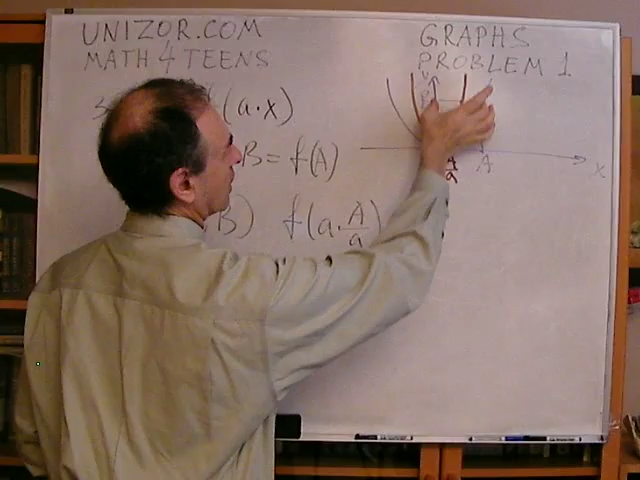 UNIZOR.COM
MATH 4 TEENS
GRAPHS
PROBLEM 1
(a·x)
B = f(A)
B) f(a·A/a)
A
a
A
x